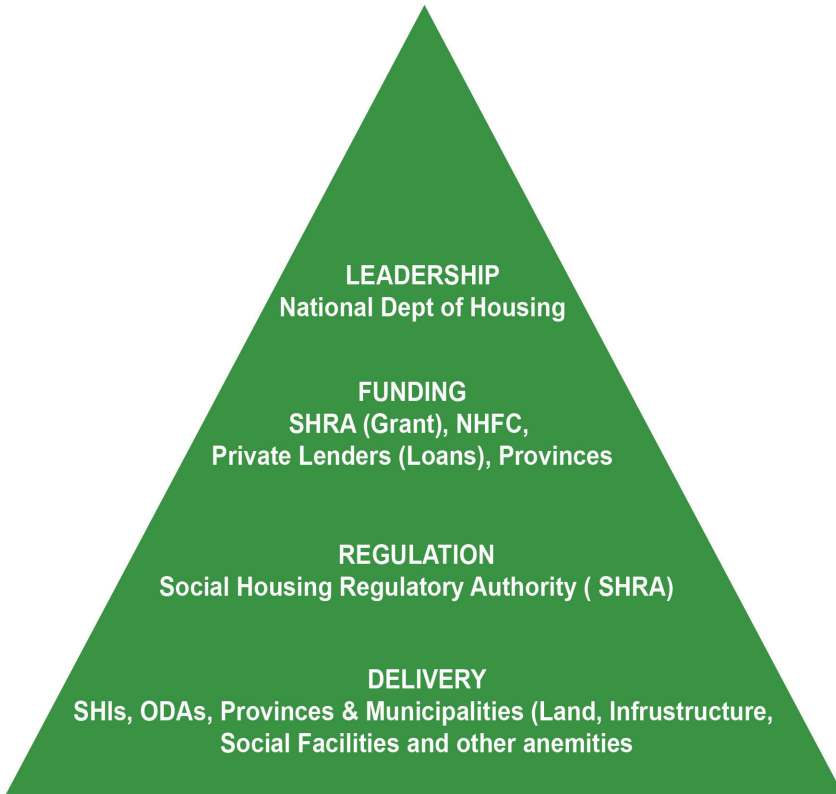 LEADERSHIP
National Dept of Housing
FUNDING
SHRA (Grant), NHFC,
Private Lenders (Loans), Provinces
REGULATION
Social Housing Regulatory Authority ( SHRA)
DELIVERY
SHIs, ODAs, Provinces & Municipalities (Land, Infrustructure,
Social Facilities and other anemities